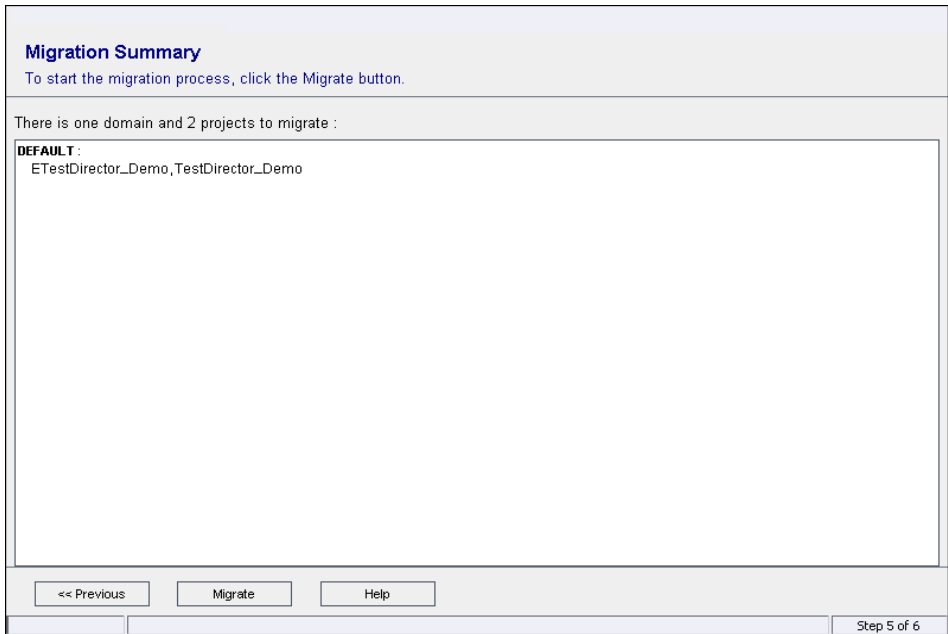 Migration Summary
To start the migration process, click the Migrate button.
There is one domain and 2 projects to migrate :
DEFAULT :
ETestDirector_Demo,TestDirector_Demo
<< Previous Migrate Help
Step 5 of 6